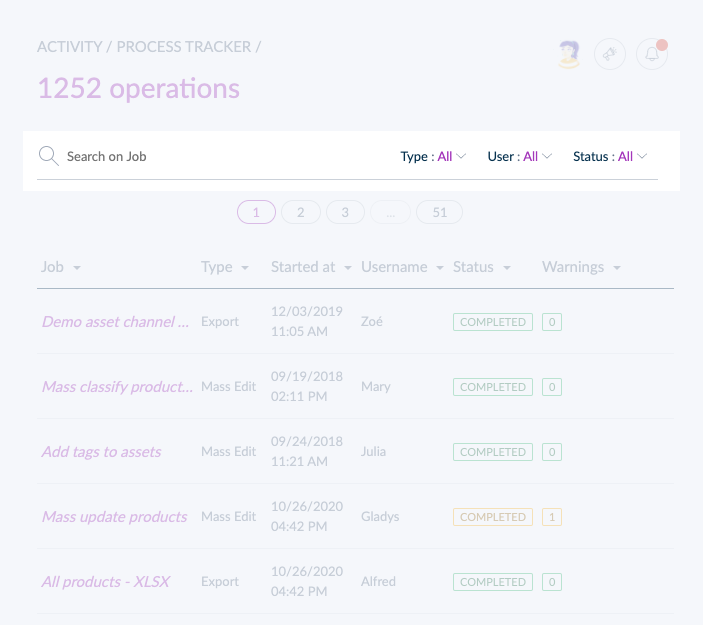 ACTIVITY / PROCESS TRACKER /
1252 operations
Search on Job Type : All User : All Status : All
1 2 3 ... 51
Job Type Started at Username Status Warnings
Demo asset channel ... Export 12/03/2019 11:05 AM Zoé COMPLETED 0
Mass classify product... Mass Edit 09/19/2018 02:11 PM Mary COMPLETED 0
Add tags to assets Mass Edit 09/24/2018 11:21 AM Julia COMPLETED 0
Mass update products Mass Edit 10/26/2020 04:42 PM Gladys COMPLETED 1
All products - XLSX Export 10/26/2020 04:42 PM Alfred COMPLETED 0